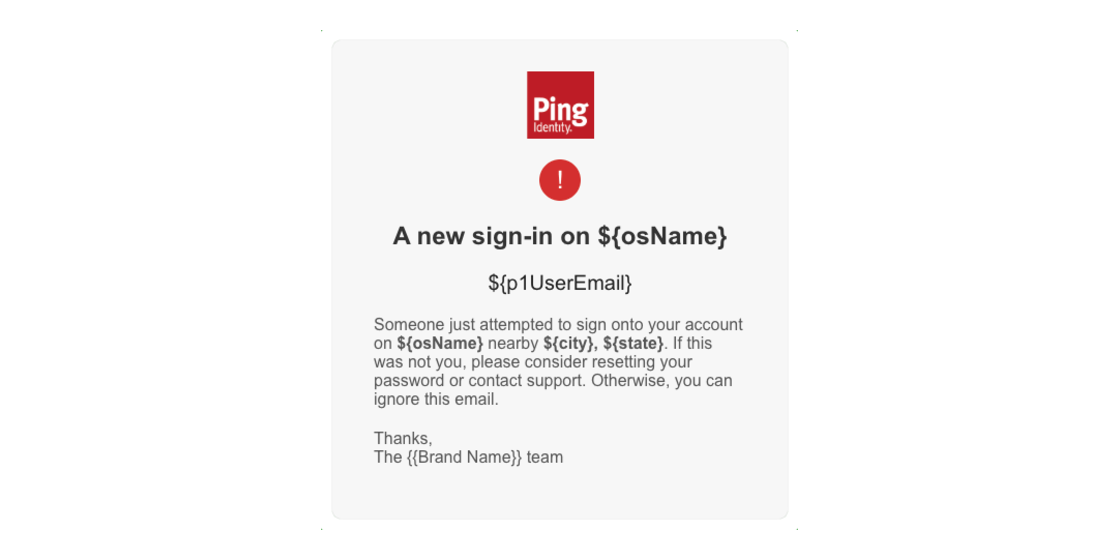 Ping
Identity.
!
A new sign-in on ${osName}
${p1UserEmail}
Someone just attempted to sign onto your account
on ${osName} nearby ${city}, ${state}. If this
was not you, please consider resetting your
password or contact support. Otherwise, you can
ignore this email.
Thanks,
The {{Brand Name}} team